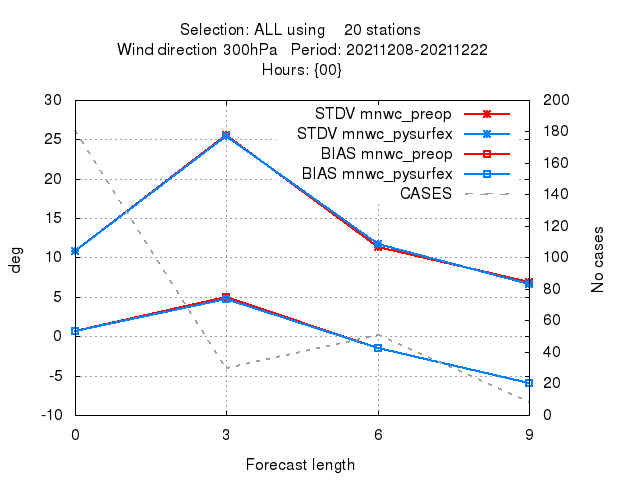 Selection: ALL using 20 stations
Wind direction 300hPa Period: 20211208-20211222
Hours: {00}
30
25
20
15
10
5
0
-5
-10
deg
200
180
160
140
120
100
80
60
40
20
0
No cases
STDV mnwc_preop
STDV mnwc_pysurfex
BIAS mnwc_preop
BIAS mnwc_pysurfex
CASES
0 3 6 9
Forecast length